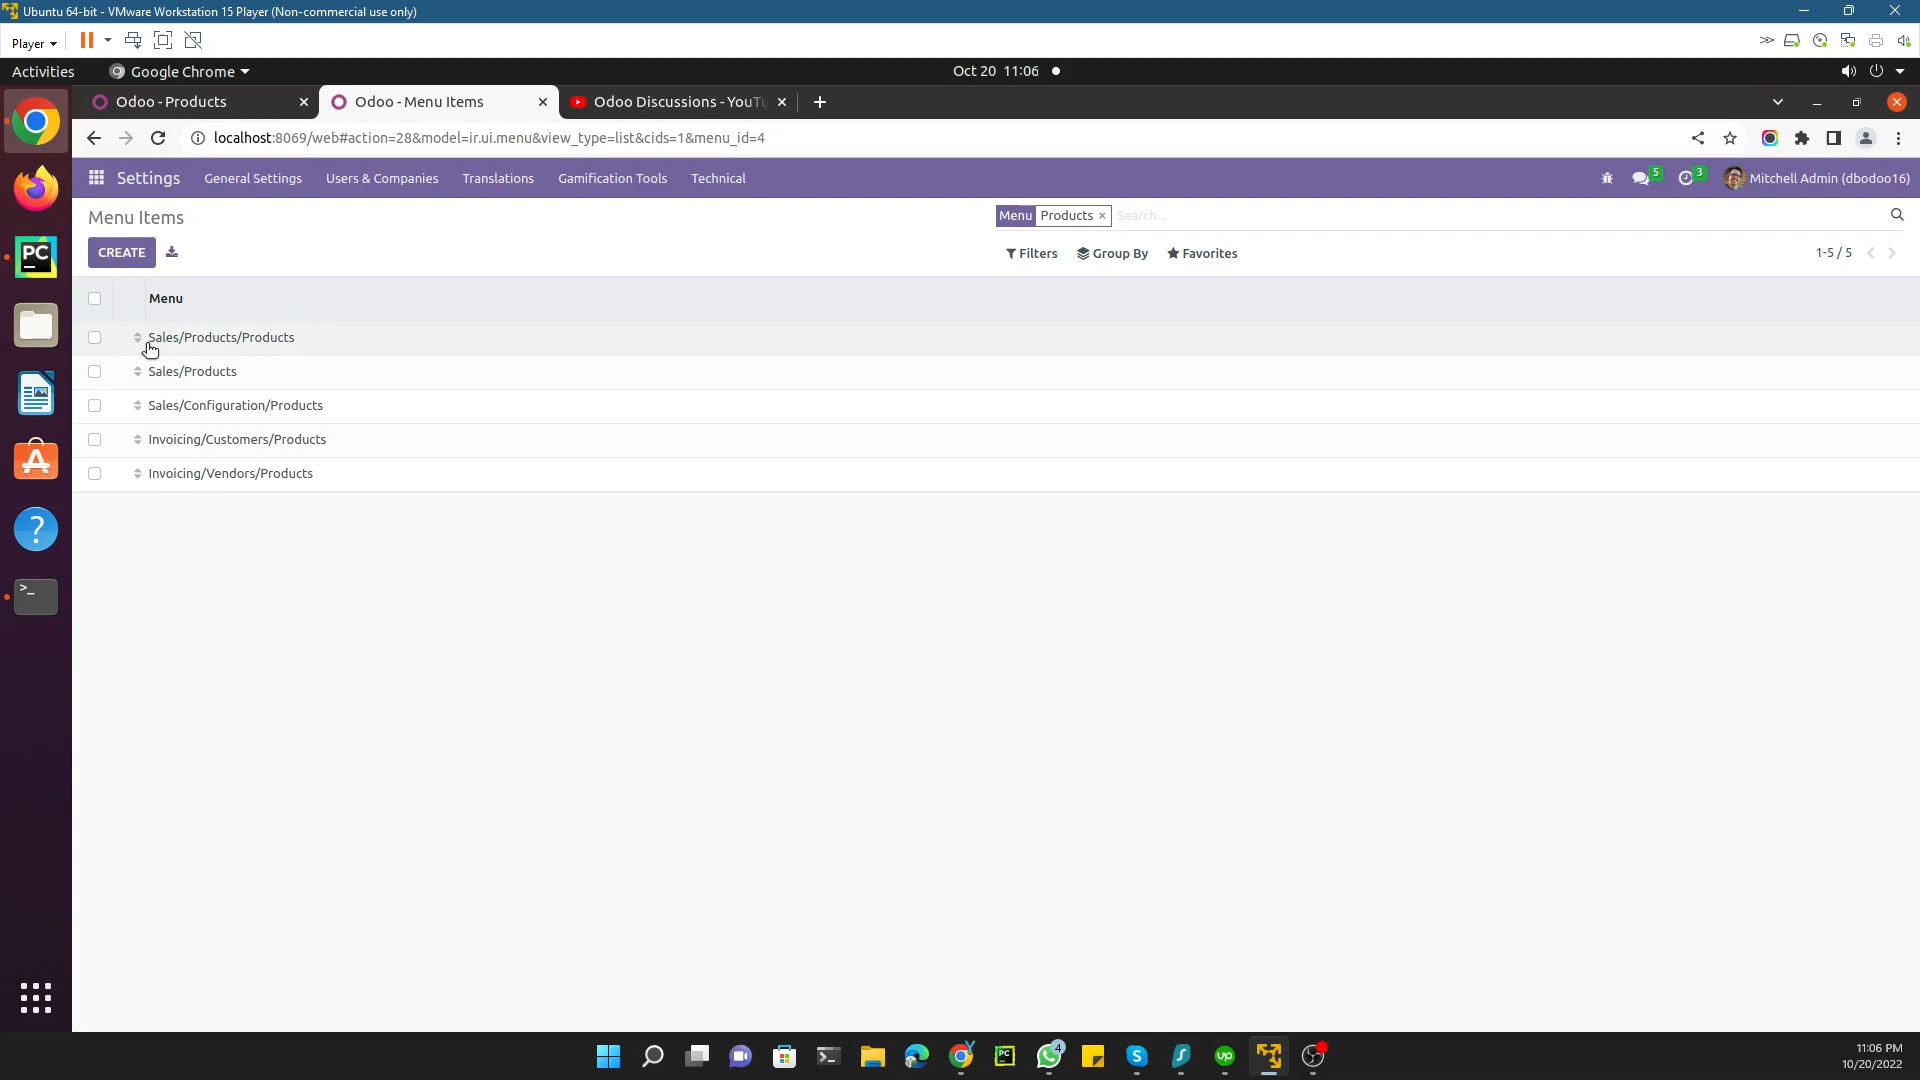 Ubuntu 64-bit - VMware Workstation 15 Player (Non-commercial use only)
Player
Activities
Google Chrome
Oct 20 11:06
Odoo - Products
Odoo - Menu Items
Odoo Discussions - YouTu
localhost:8069/web#action=28&model=ir.ui.menu&view_type=list&cids=1&menu_id=4
Settings
General Settings
Users & Companies
Translations
Gamification Tools
Technical
5
3
Mitchell Admin (dbodoo16)
Menu Items
Menu Products ×
Search...
CREATE
Filters
Group By
Favorites
1-5 / 5
Menu
Sales/Products/Products
Sales/Products
Sales/Configuration/Products
Invoicing/Customers/Products
Invoicing/Vendors/Products
PC
A
?
>_
PC
4
S
up
11:06 PM
10/20/2022